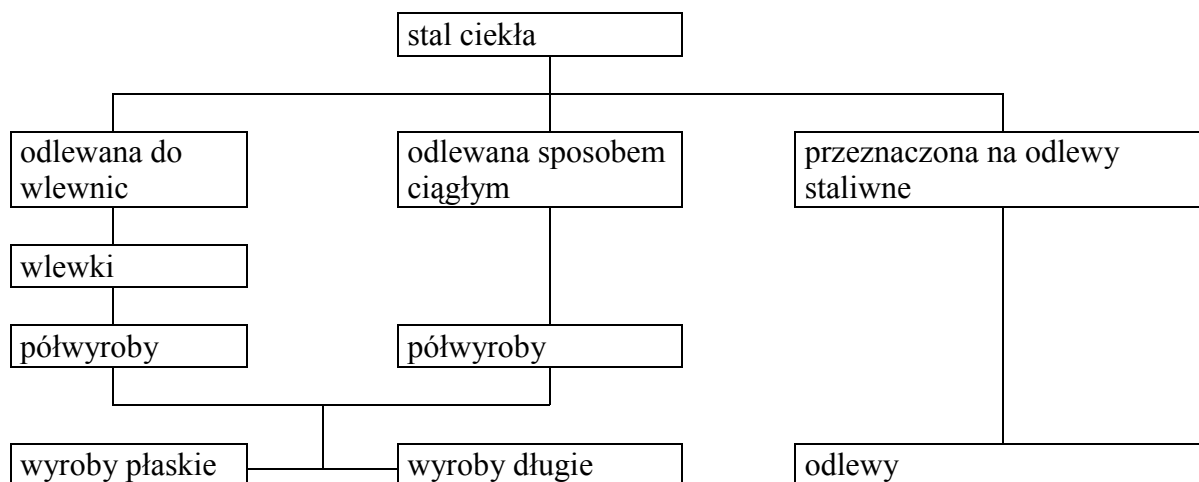 stal ciekła
odlewana do
wlewnic
odlewana sposobem
ciągłym
przeznaczona na odlewy
staliwne
wlewki
półwyroby
półwyroby
wyroby płaskie
wyroby długie
odlewy